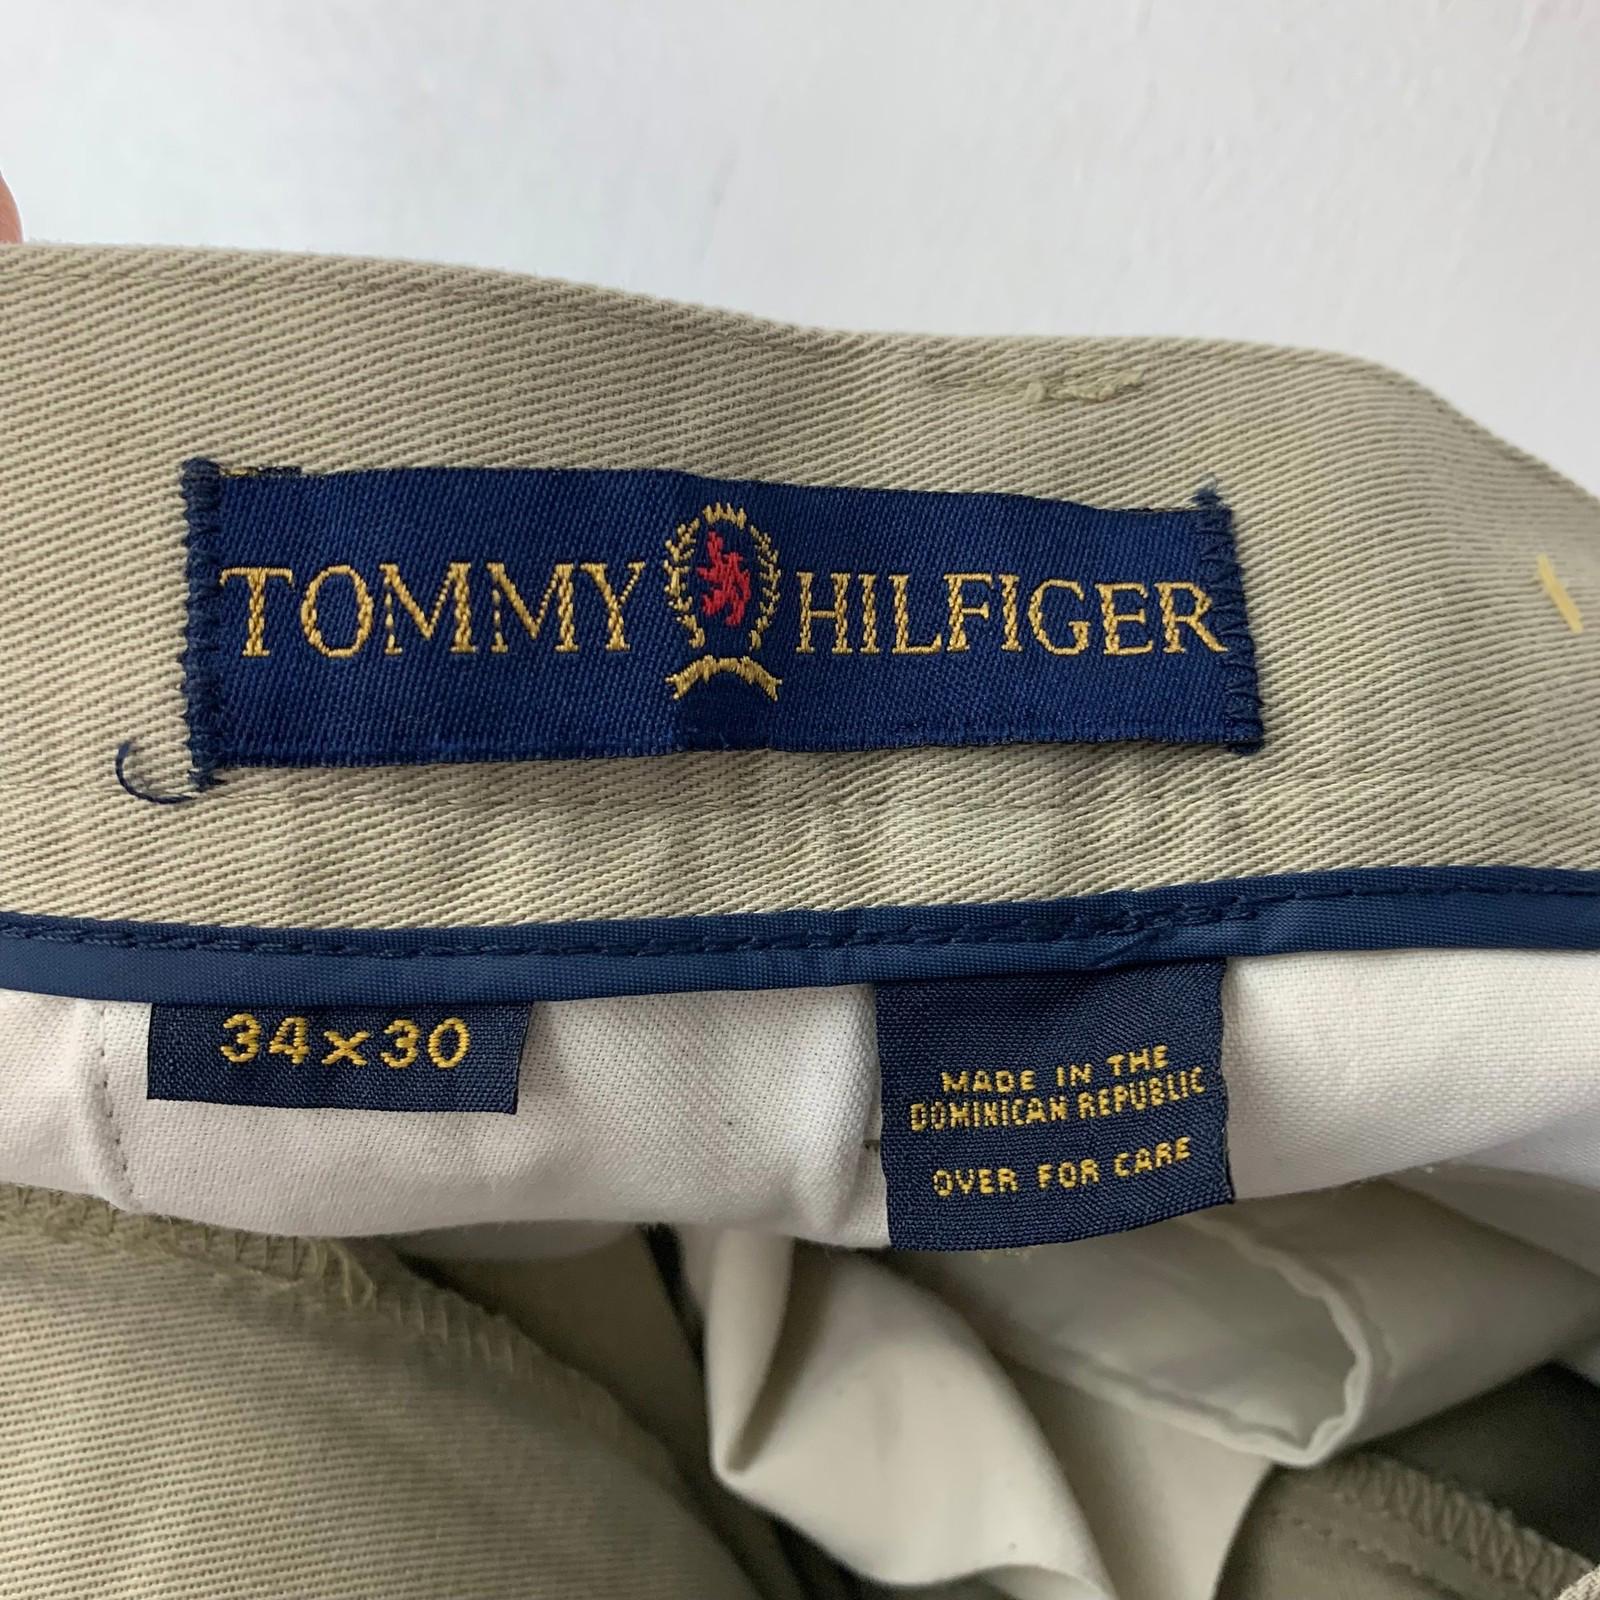 TOMMY HILFIGER
34x30
MADE IN THE
DOMINICAN REPUBLIC
OVER FOR CARE